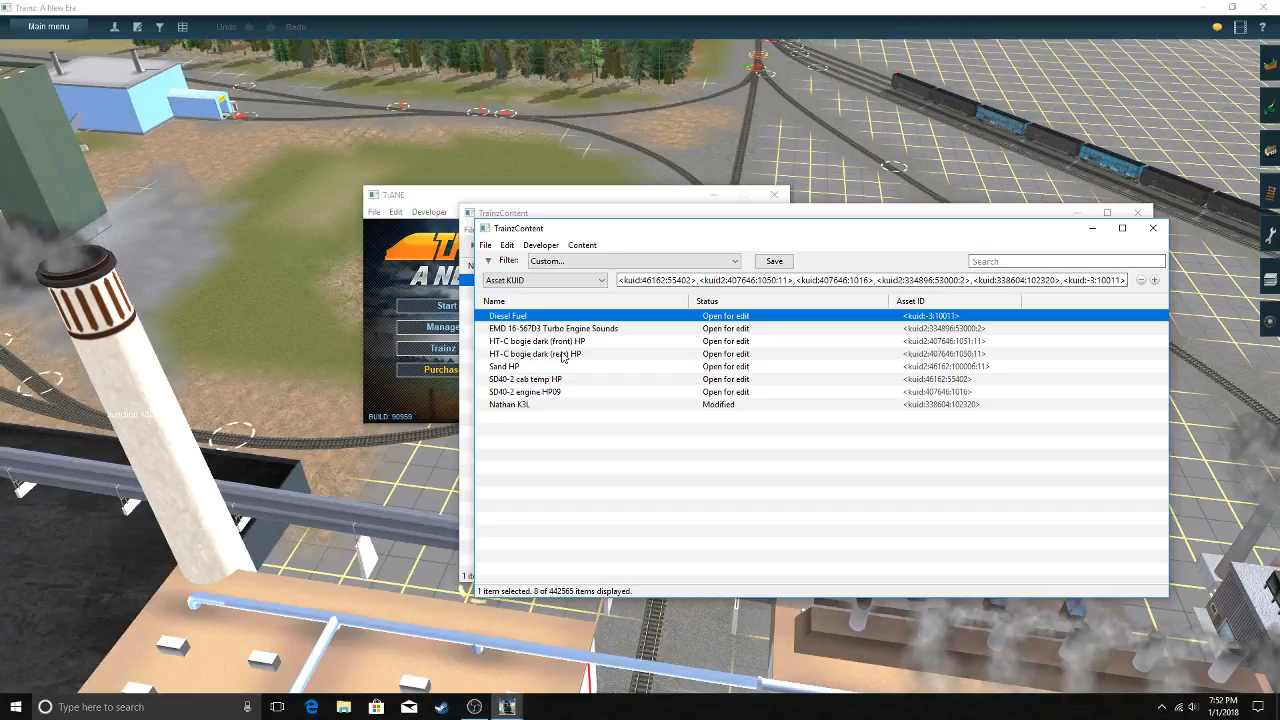 Trainz: A New Era
Main menu
Undo
Redo
T:ANE
File Edit Developer
A NE
Start
Manage
Trainz
Purchas
BUILD: 90959
TrainzContent
TrainzContent
File Edit Developer Content
Filter: Custom... Save Search
Asset KUID <kuid:46162:55402>,<kuid2:407646:1050:11>,<kuid:407646:1016>,<kuid2:334896:53000:2>,<kuid:338604:102320>,<kuid:-3:10011>
Name Status Asset ID
Diesel Fuel Open for edit <kuid:-3:10011>
EMD 16-567D3 Turbo Engine Sounds Open for edit <kuid2:334896:53000:2>
HT-C bogie dark (front) HP Open for edit <kuid2:407646:1051:11>
HT-C bogie dark (rear) HP Open for edit <kuid2:407646:1050:11>
Sand HP Open for edit <kuid2:46162:100006:11>
SD40-2 cab temp HP Open for edit <kuid:46162:55402>
SD40-2 engine HP09 Open for edit <kuid:407646:1016>
Nathan K3L Modified <kuid:338604:102320>
1 item selected. 8 of 442565 items displayed.
Type here to search
7:52 PM
1/1/2018